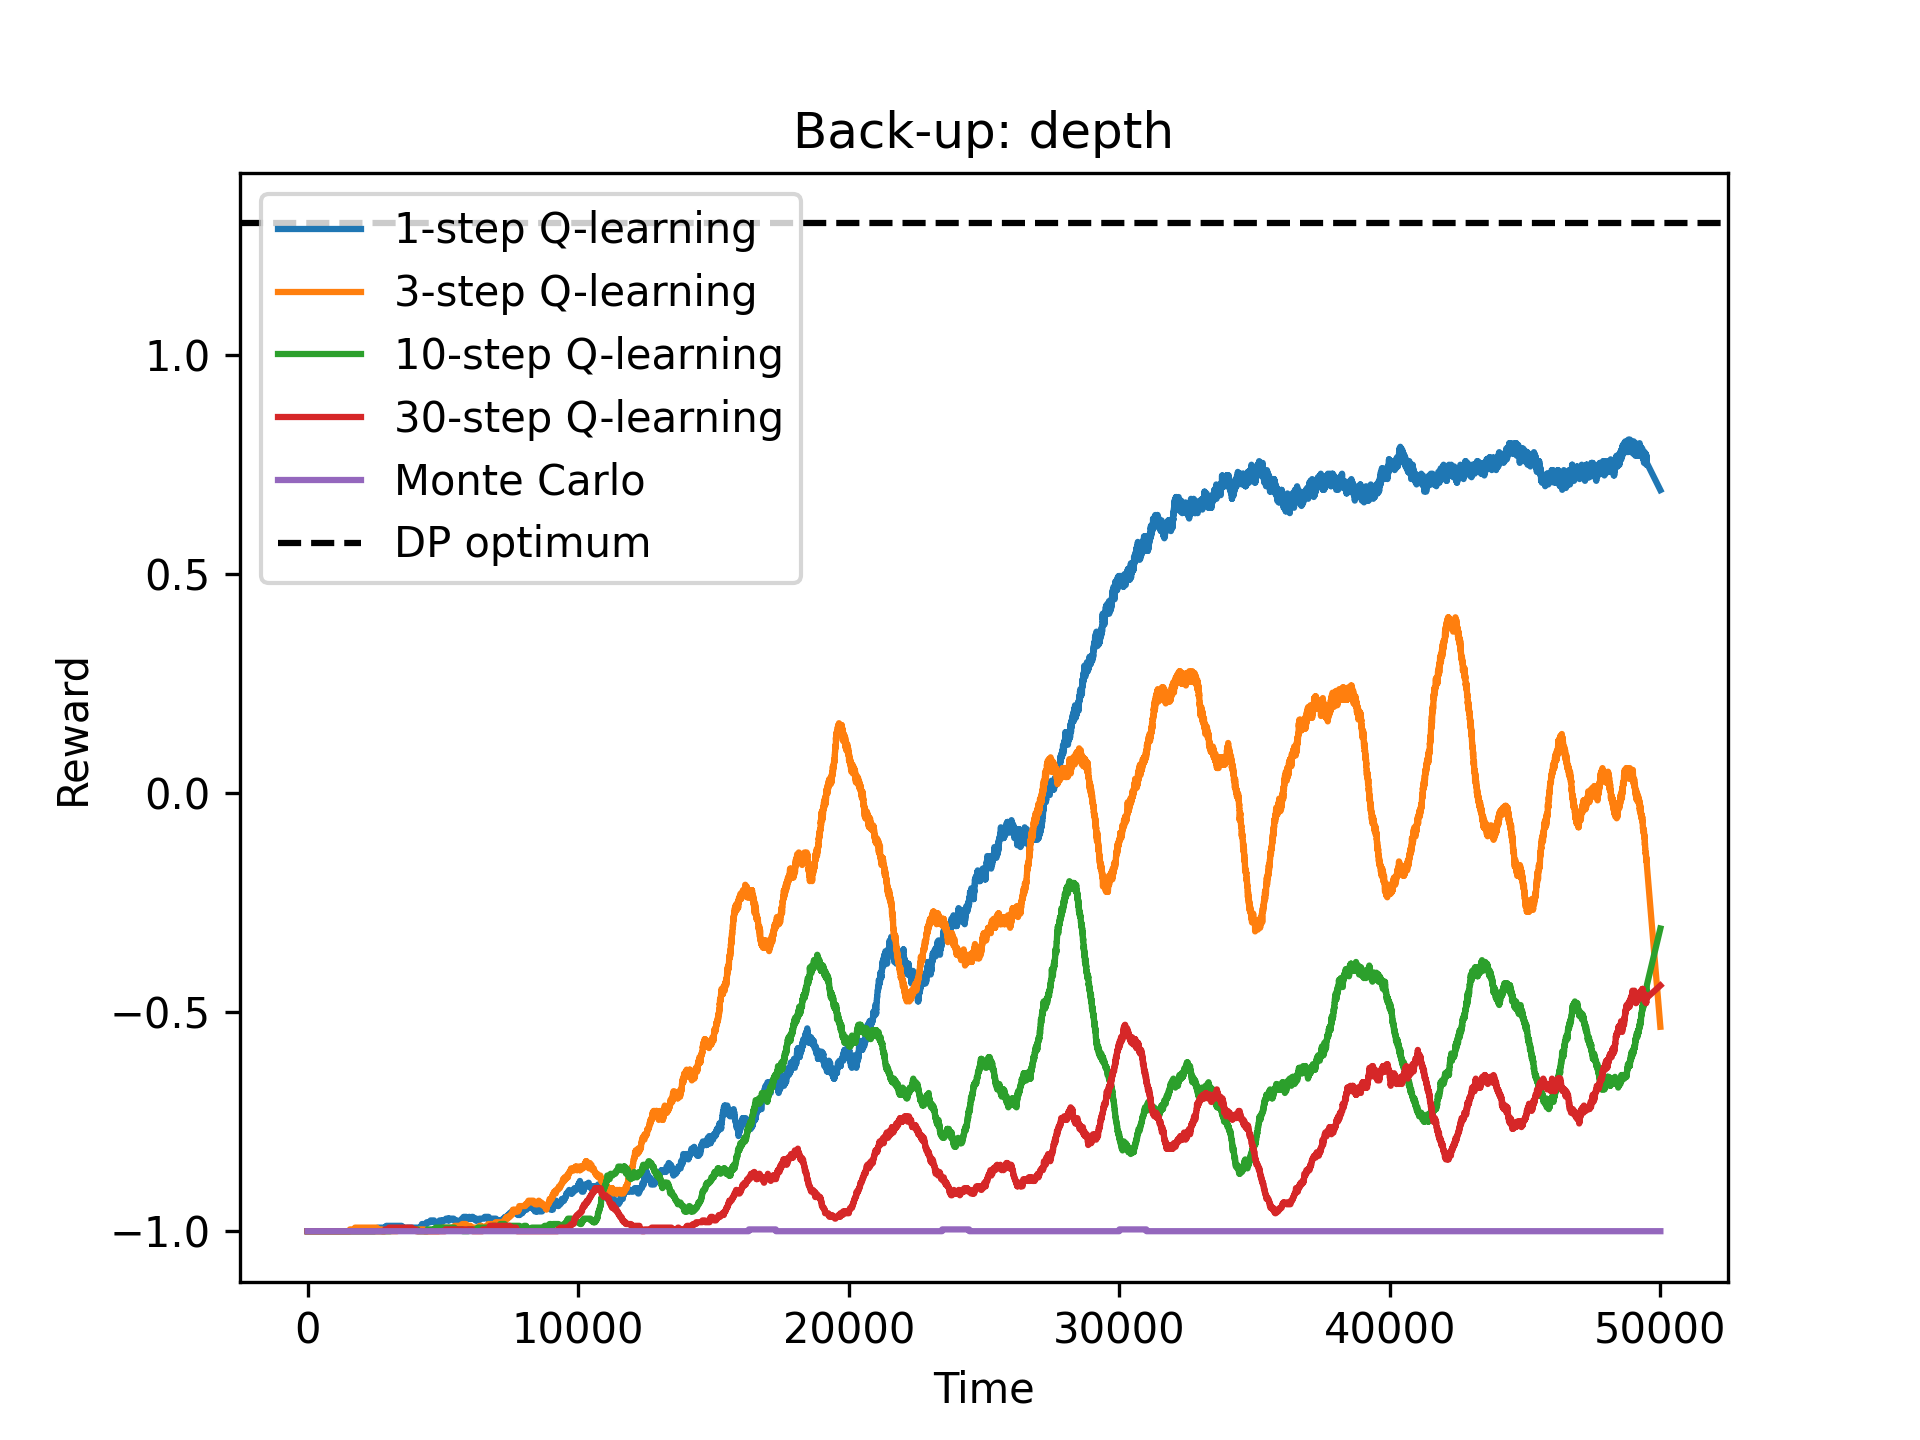 Back-up: depth
1-step Q-learning
3-step Q-learning
10-step Q-learning
30-step Q-learning
Monte Carlo
DP optimum
Reward
1.0
0.5
0.0
−0.5
−1.0
0
10000
20000
30000
40000
50000
Time